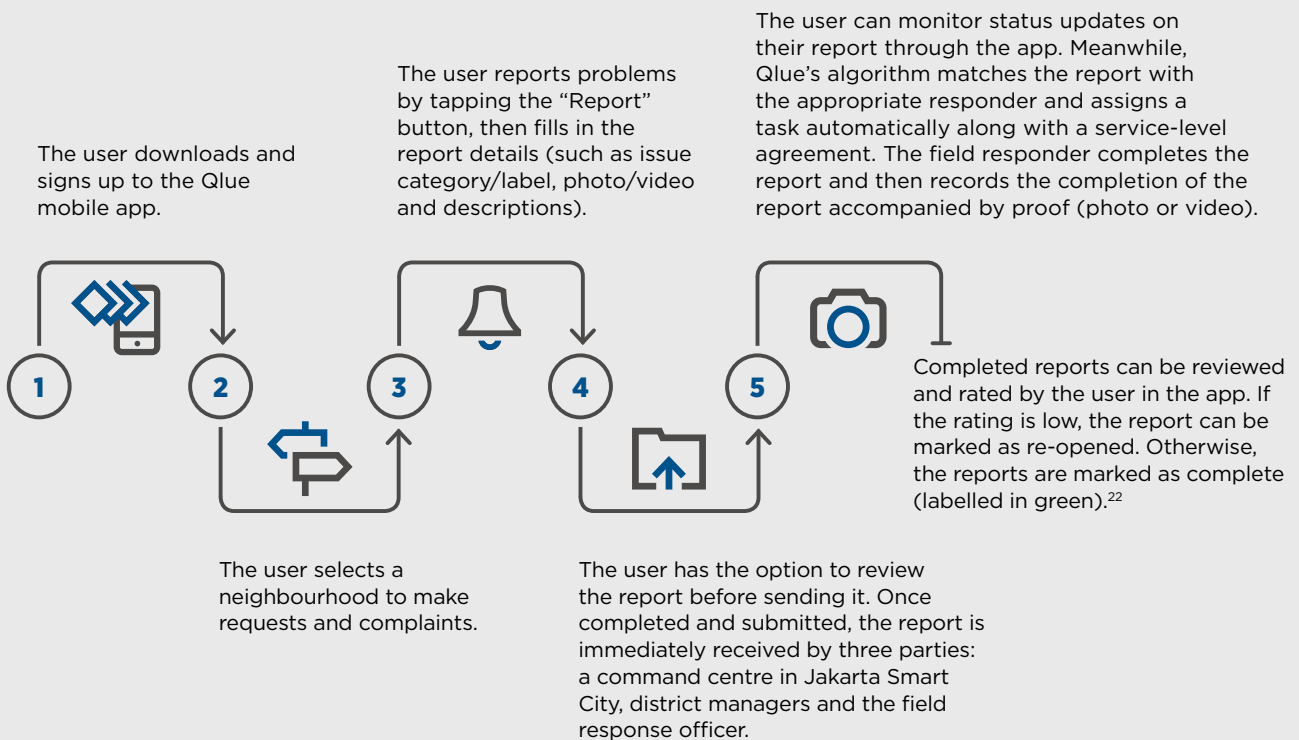 1
The user downloads and
signs up to the Qlue
mobile app.
2
The user selects a
neighbourhood to make
requests and complaints.
3
The user reports problems
by tapping the “Report”
button, then fills in the
report details (such as issue
category/label, photo/video
and descriptions).
4
The user has the option to review
the report before sending it. Once
completed and submitted, the report is
immediately received by three parties:
a command centre in Jakarta Smart
City, district managers and the field
response officer.
5
The user can monitor status updates on
their report through the app. Meanwhile,
Qlue’s algorithm matches the report with
the appropriate responder and assigns a
task automatically along with a service-level
agreement. The field responder completes the
report and then records the completion of the
report accompanied by proof (photo or video).
Completed reports can be reviewed
and rated by the user in the app. If
the rating is low, the report can be
marked as re-opened. Otherwise,
the reports are marked as complete
(labelled in green).22